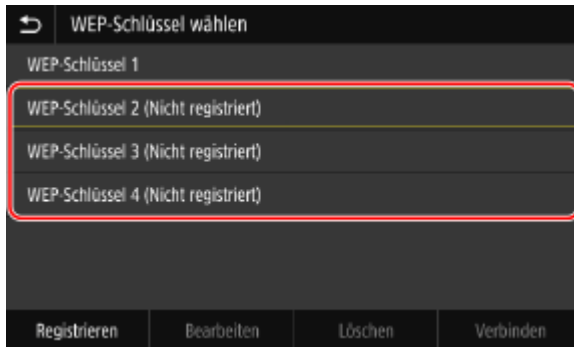 WEP-Schlüssel wählen
WEP-Schlüssel 1
WEP-Schlüssel 2 (Nicht registriert)
WEP-Schlüssel 3 (Nicht registriert)
WEP-Schlüssel 4 (Nicht registriert)
Registrieren Bearbeiten Löschen Verbinden